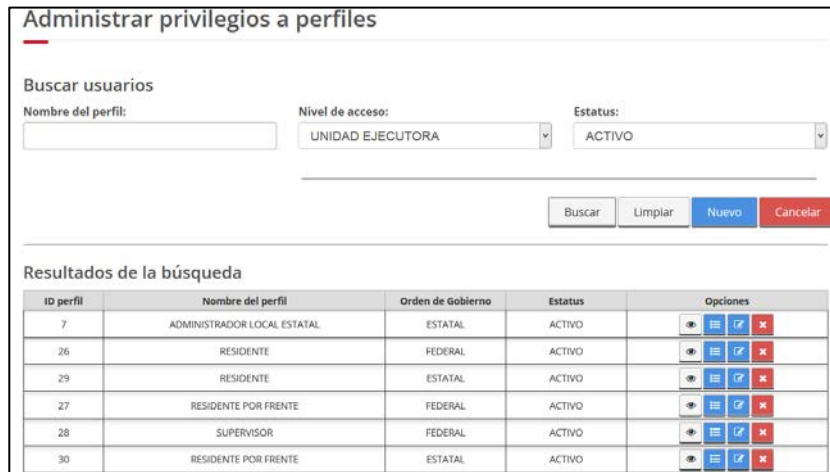 Administrar privilegios a perfiles
Buscar usuarios
Nombre del perfil: Nivel de acceso: Estatus:
UNIDAD EJECUTORA ACTIVO
Buscar Limpiar Nuevo Cancelar
Resultados de la búsqueda
ID perfil Nombre del perfil Orden de Gobierno Estatus Opciones
7 ADMINISTRADOR LOCAL ESTATAL ESTATAL ACTIVO
26 RESIDENTE FEDERAL ACTIVO
29 RESIDENTE ESTATAL ACTIVO
27 RESIDENTE POR FRENTE FEDERAL ACTIVO
28 SUPERVISOR FEDERAL ACTIVO
30 RESIDENTE POR FRENTE ESTATAL ACTIVO